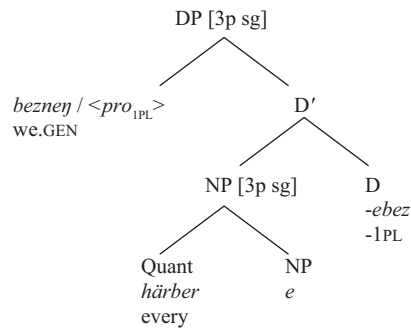 DP [3p sg]
bezneŋ / <pro1PL>
we.GEN
D′
NP [3p sg]
D
-ebez
-1PL
Quant
härber
every
NP
e